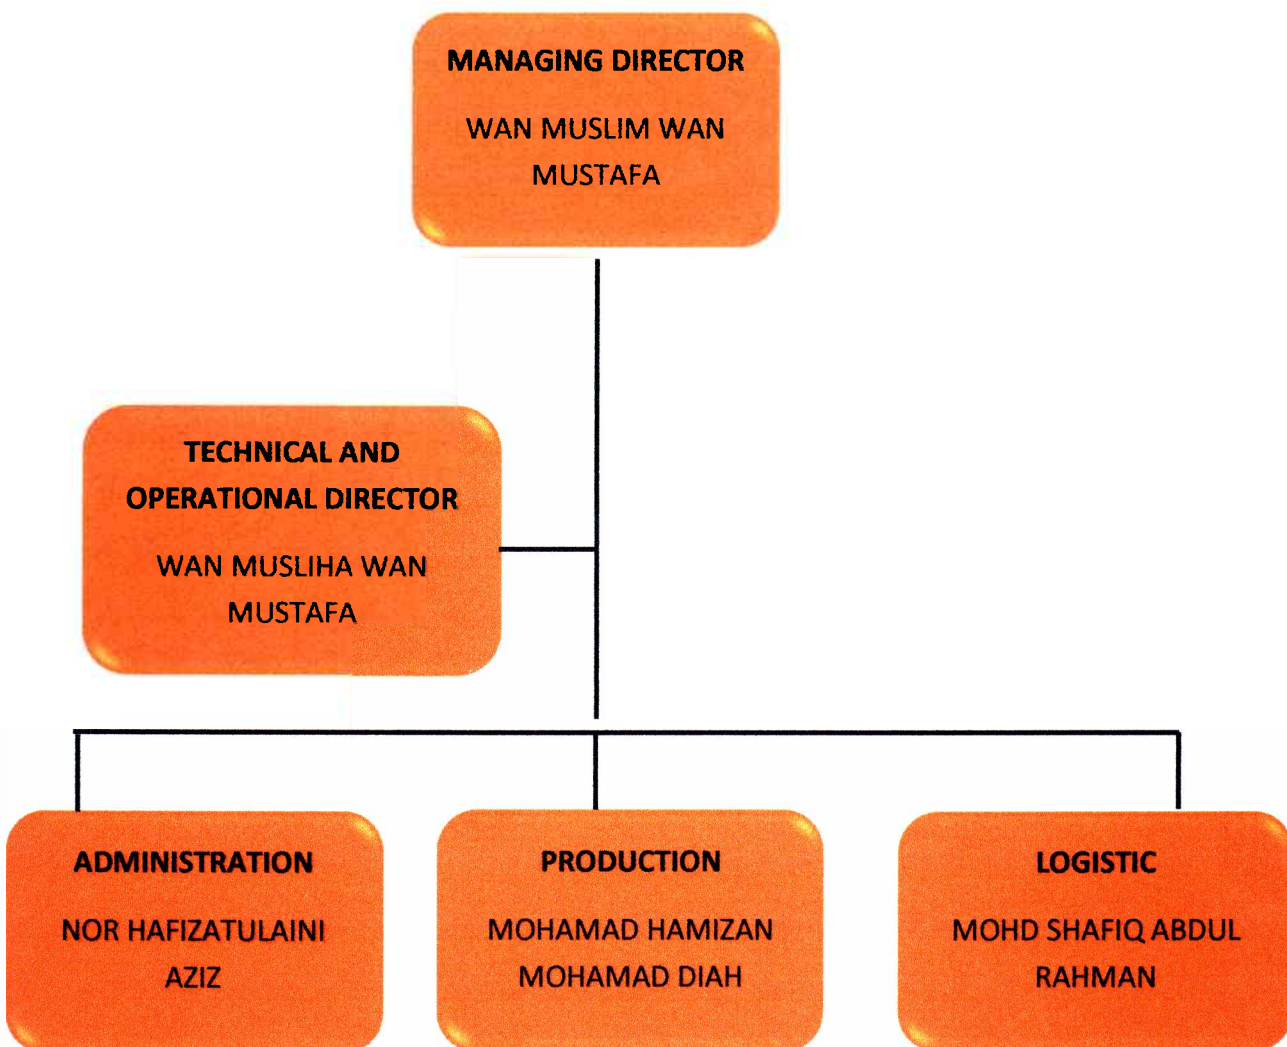 MANAGING DIRECTOR
WAN MUSLIM WAN
MUSTAFA
TECHNICAL AND
OPERATIONAL DIRECTOR
WAN MUSLIHA WAN
MUSTAFA
ADMINISTRATION
NOR HAFIZATULAINI
AZIZ
PRODUCTION
MOHAMAD HAMIZAN
MOHAMAD DIAH
LOGISTIC
MOHD SHAFIQ ABDUL
RAHMAN